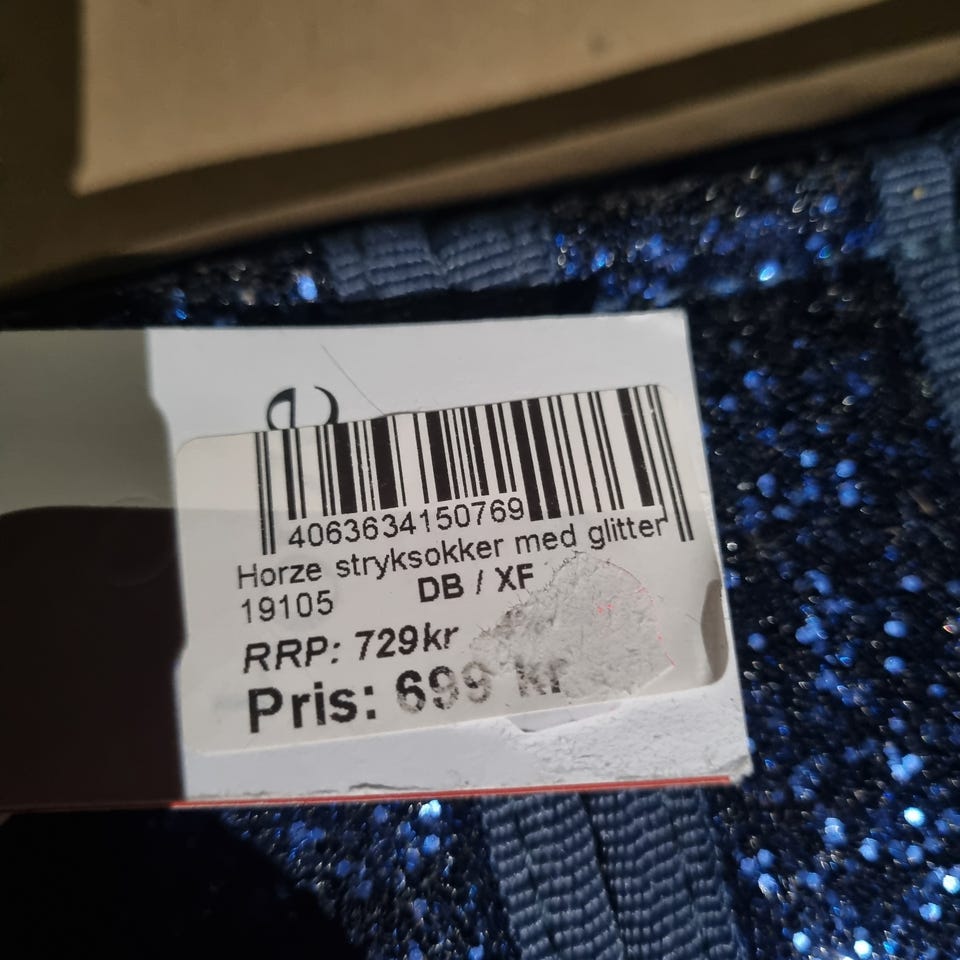 e
4063634150769
Horze stryksokker med glitter
19105 DB / XF
RRP: 729kr
Pris: 699 kr